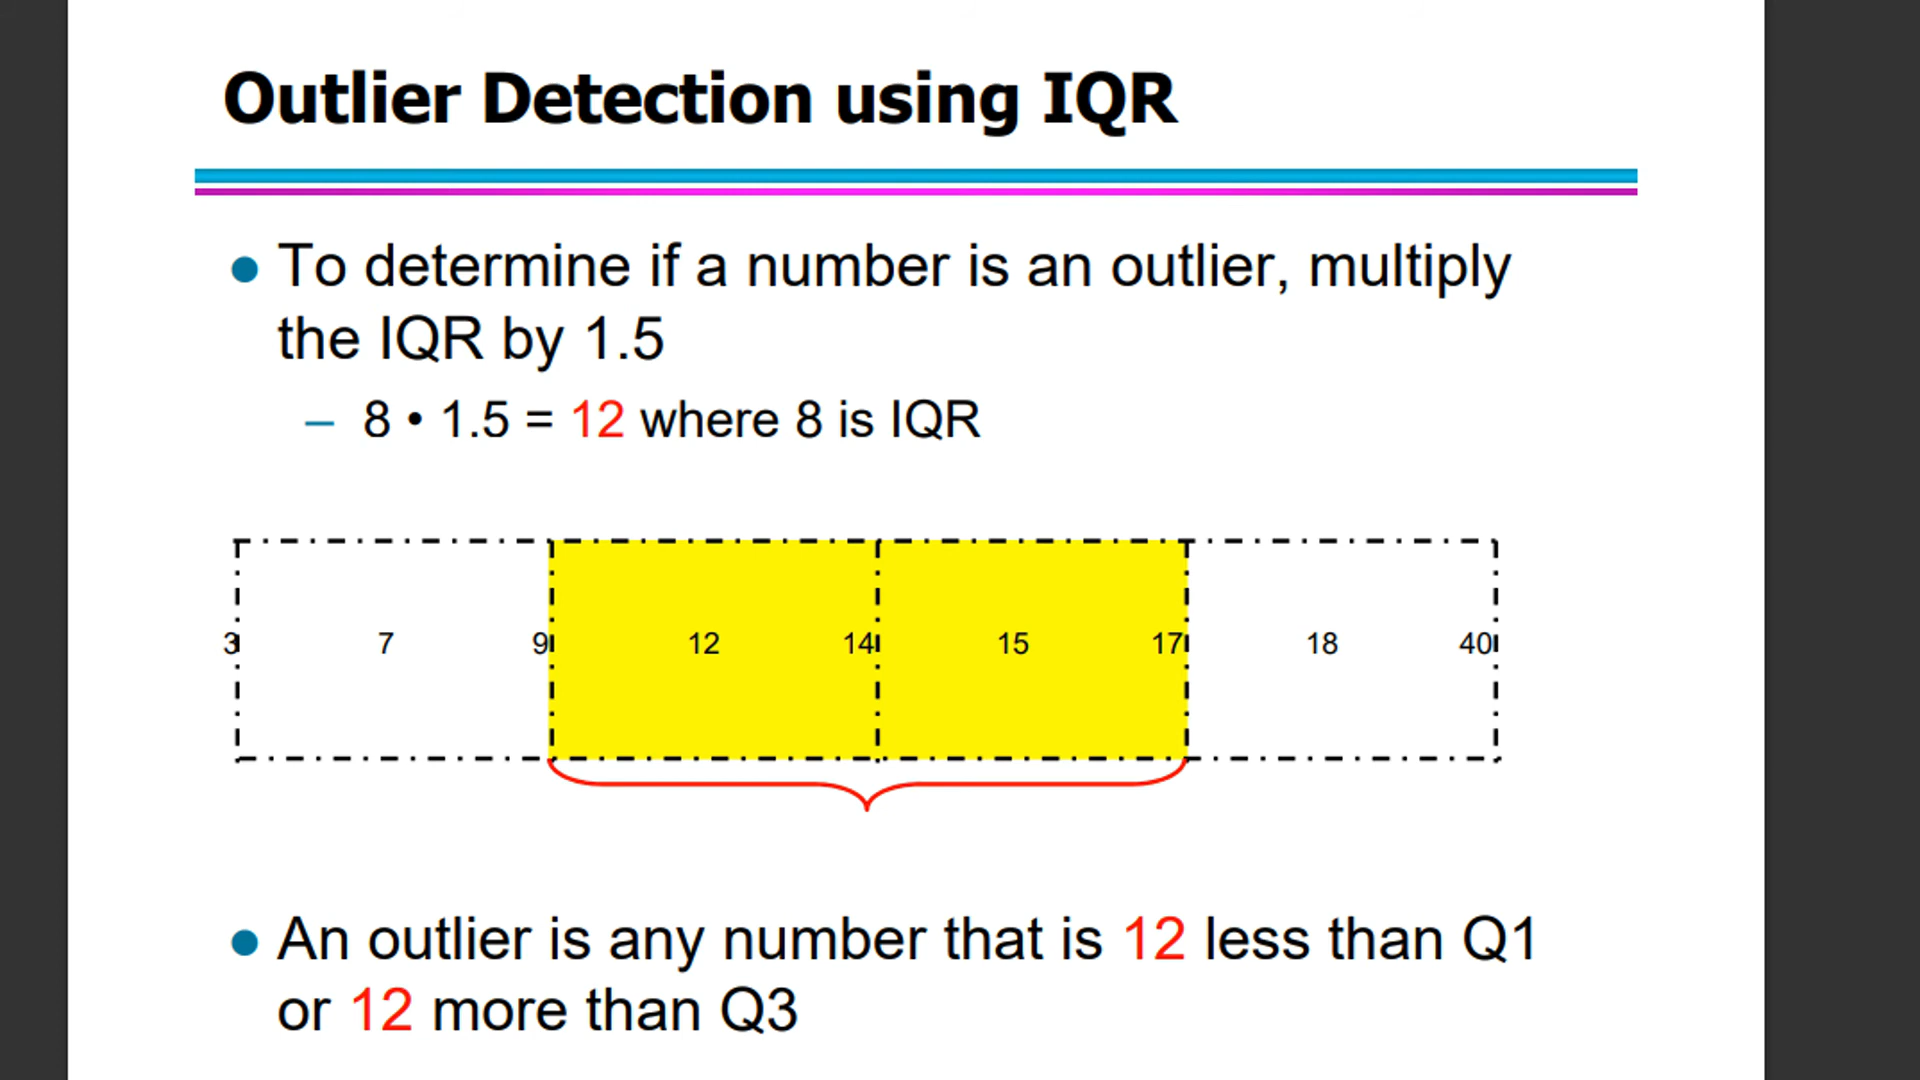 Outlier Detection using IQR
● To determine if a number is an outlier, multiply
the IQR by 1.5
– 8 • 1.5 = 12 where 8 is IQR
3 7 9 12 14 15 17 18 40
● An outlier is any number that is 12 less than Q1
or 12 more than Q3